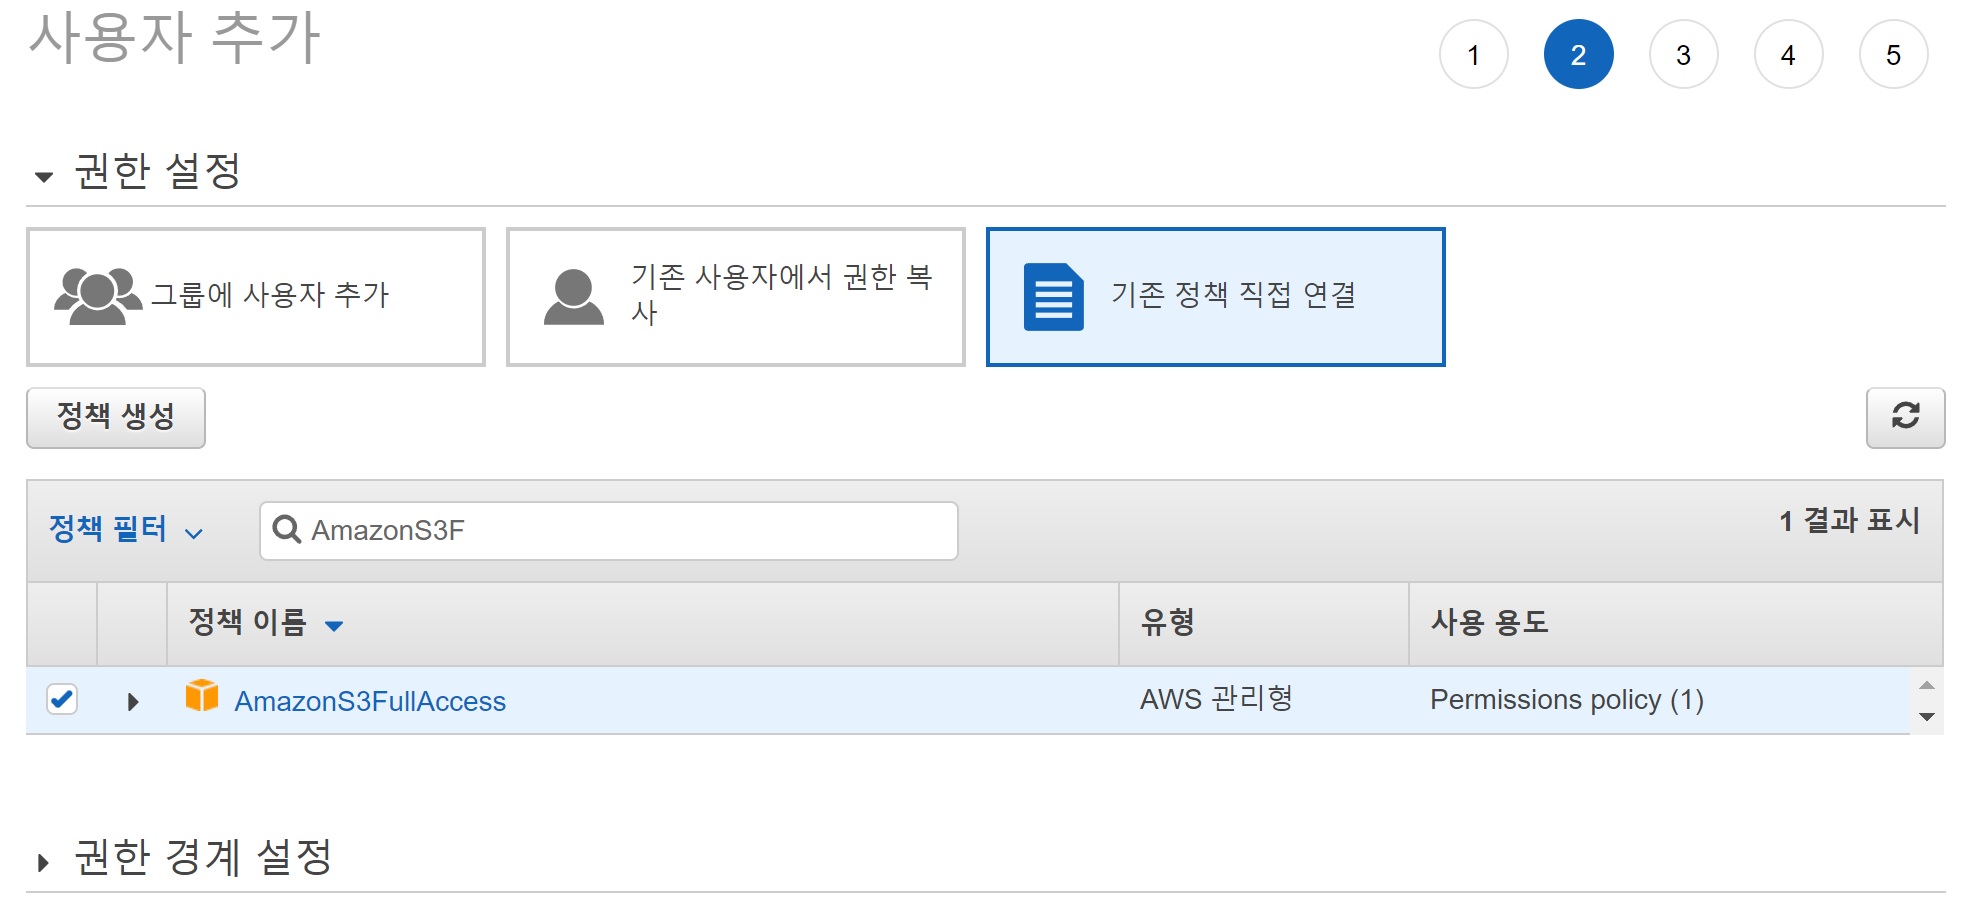 사용자 추가
1 2 3 4 5
권한 설정
그룹에 사용자 추가
기존 사용자에서 권한 복
사
기존 정책 직접 연결
정책 생성
정책 필터
AmazonS3F
1 결과 표시
정책 이름
유형
사용 용도
AmazonS3FullAccess
AWS 관리형
Permissions policy (1)
권한 경계 설정